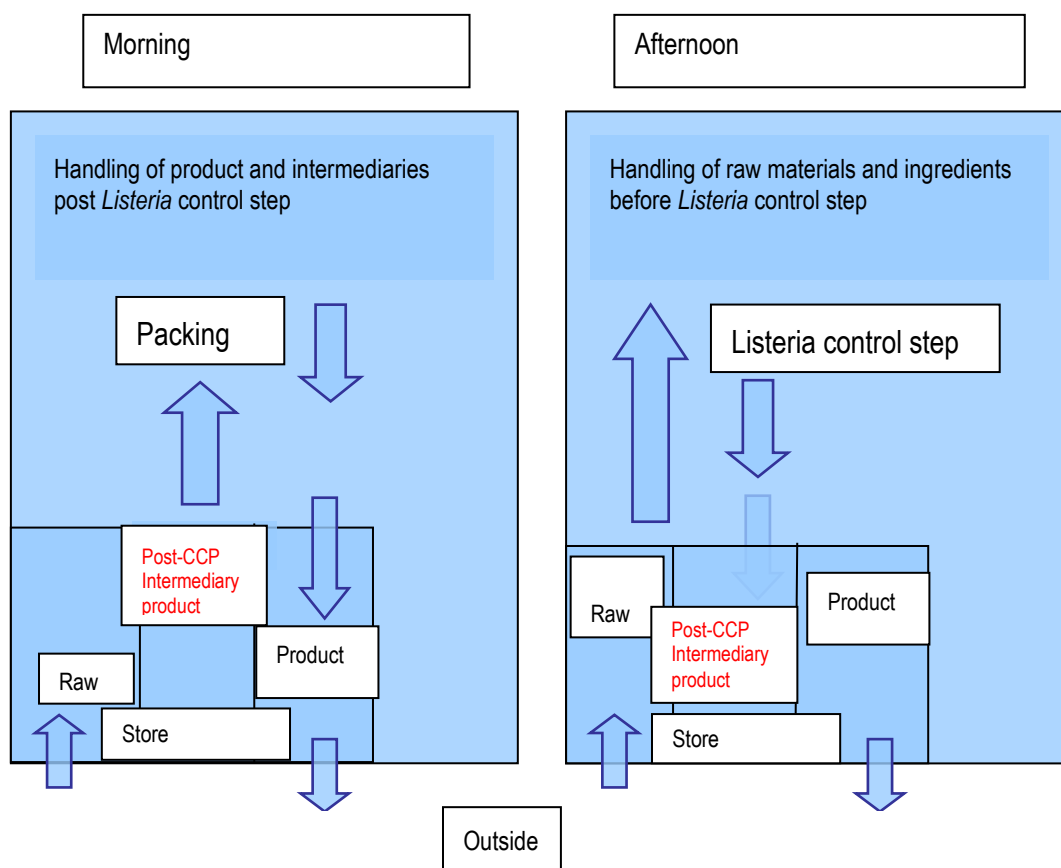 Morning
Handling of product and intermediaries
post Listeria control step
Packing
Post-CCP
Intermediary
product
Product
Raw
Store
Afternoon
Handling of raw materials and ingredients
before Listeria control step
Listeria control step
Raw
Product
Post-CCP
Intermediary
product
Store
Outside